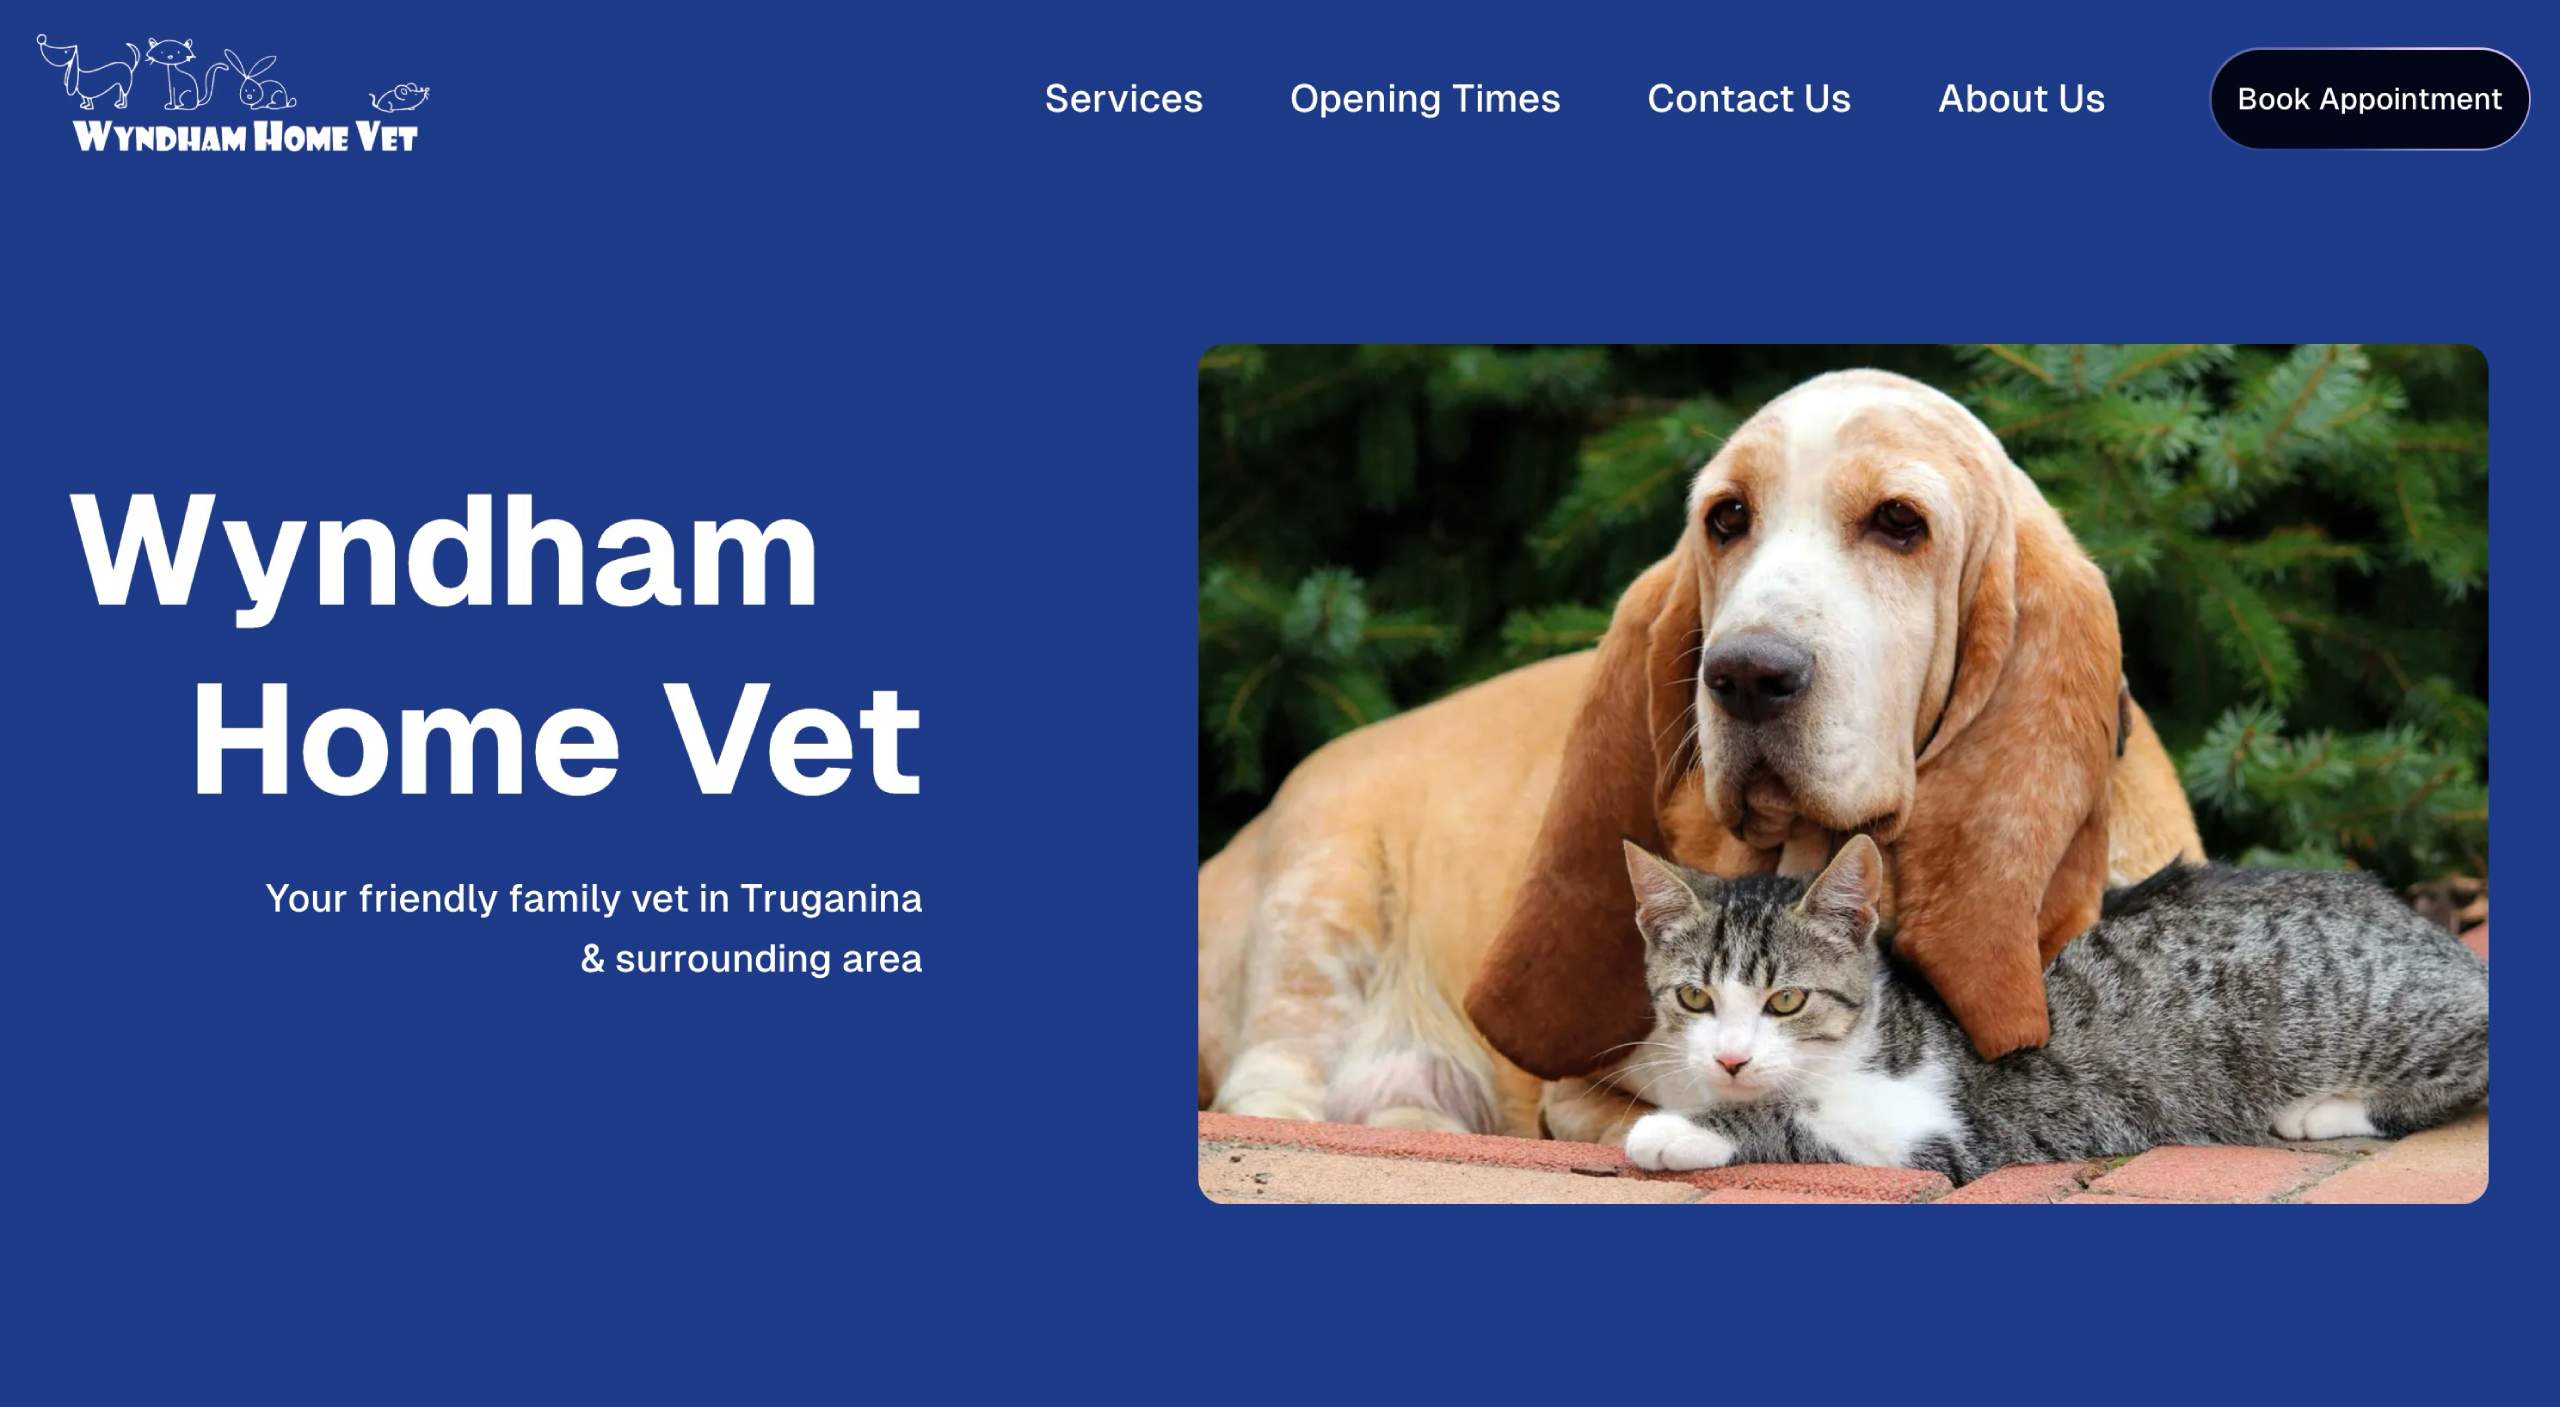 Wyndham Home Vet
Services
Opening Times
Contact Us
About Us
Book Appointment
Wyndham
Home Vet
Your friendly family vet in Truganina
& surrounding area